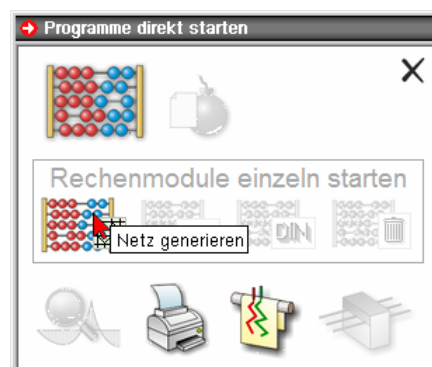 Programme direkt starten
Rechenmodule einzeln starten
DIN
Netz generieren